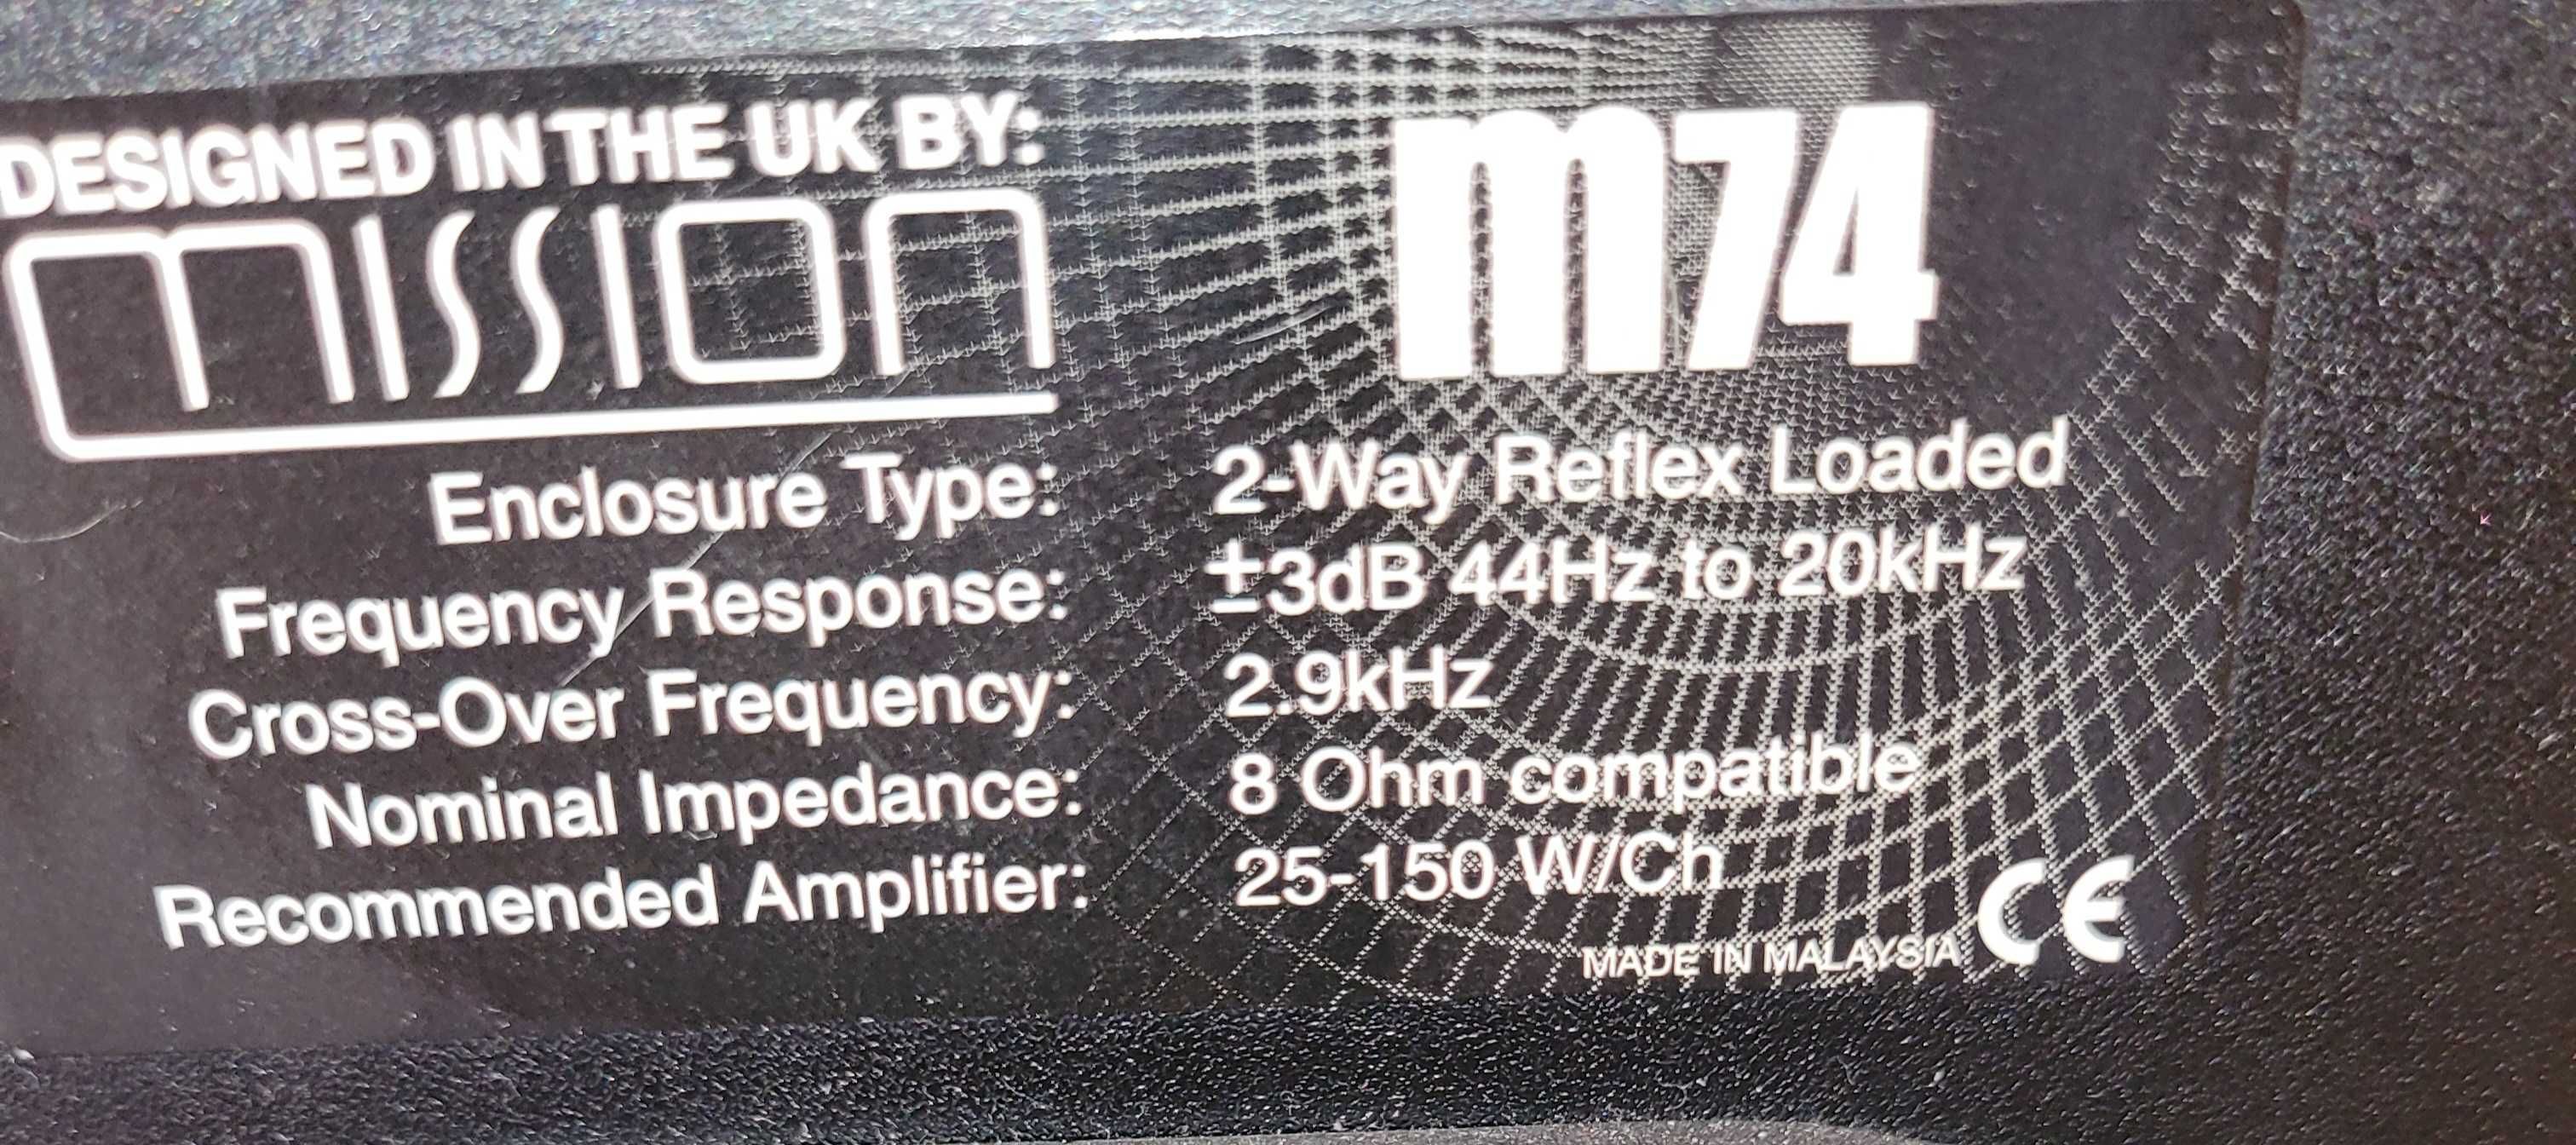 DESIGNED IN THE UK BY:
mission
m74
Enclosure Type: 2-Way Reflex Loaded
Frequency Response: ±3dB 44Hz to 20kHz
Cross-Over Frequency: 2.9kHz
Nominal Impedance: 8 Ohm compatible
Recommended Amplifier: 25-150 W/Ch
MADE IN MALAYSIA CE